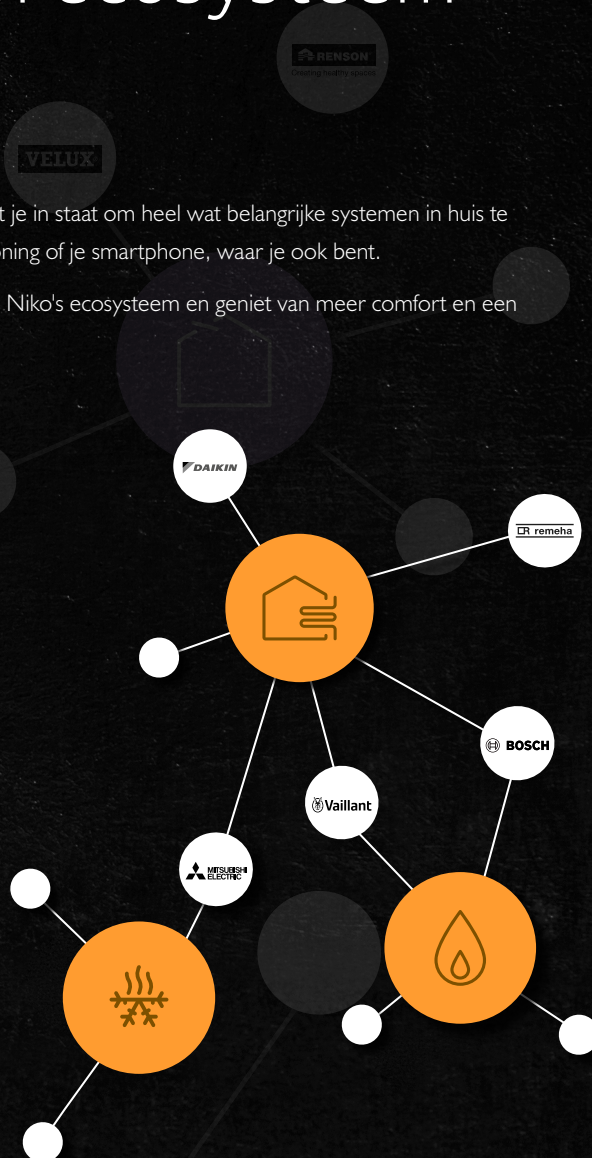 ecosysteem
RENSON
Creating healthy spaces
VELUX
t je in staat om heel wat belangrijke systemen in huis te
ning of je smartphone, waar je ook bent.
Niko's ecosysteem en geniet van meer comfort en een
DAIKIN
remeha
BOSCH
Vaillant
MITSUBISHI
ELECTRIC